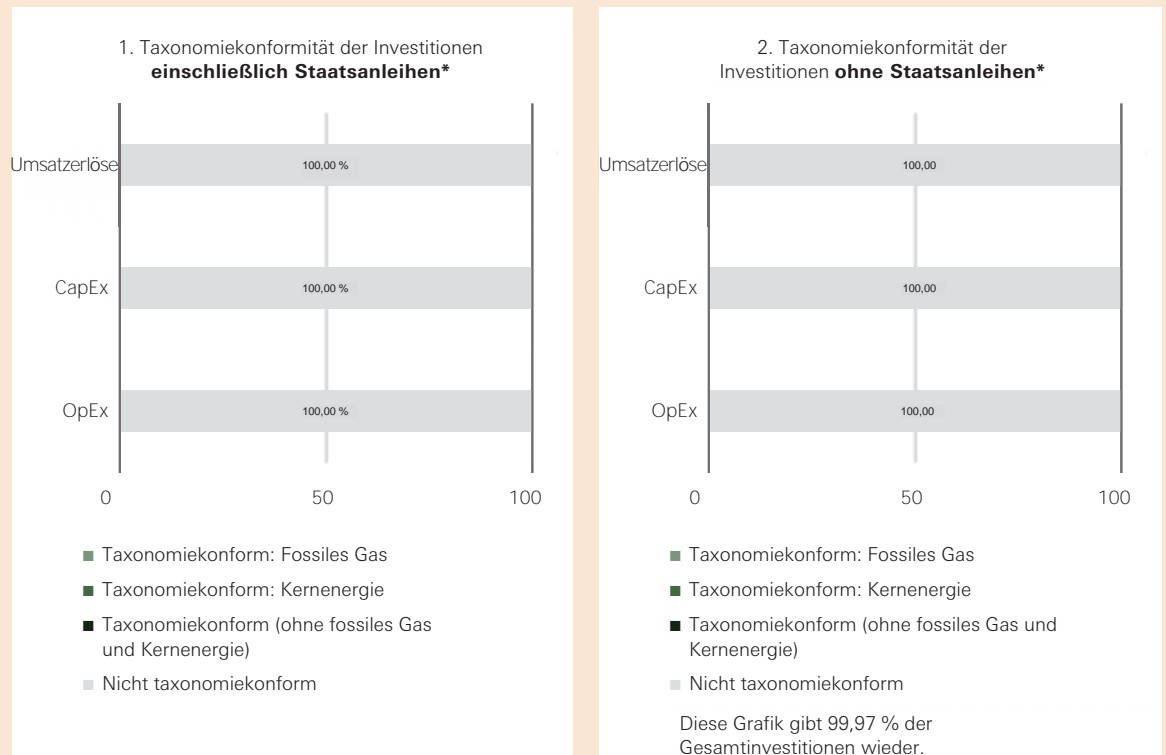 1. Taxonomiekonformität der Investitionen
einschließlich Staatsanleihen*
Umsatzerlöse
100,00 %
CapEx
100,00 %
OpEx
100,00 %
0
50
100
Taxonomiekonform: Fossiles Gas
Taxonomiekonform: Kernenergie
Taxonomiekonform (ohne fossiles Gas
und Kernenergie)
Nicht taxonomiekonform
2. Taxonomiekonformität der
Investitionen ohne Staatsanleihen*
Umsatzerlöse
100,00
CapEx
100,00
OpEx
100,00
0
50
100
Taxonomiekonform: Fossiles Gas
Taxonomiekonform: Kernenergie
Taxonomiekonform (ohne fossiles Gas und
Kernenergie)
Nicht taxonomiekonform
Diese Grafik gibt 99,97 % der
Gesamtinvestitionen wieder.